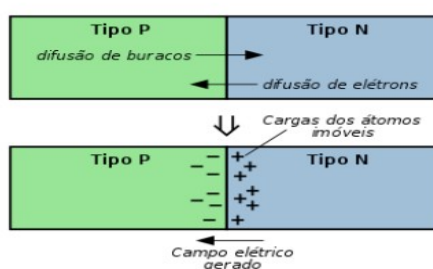 Tipo P Tipo N
difusão de buracos
difusão de elétrons
Cargas dos átomos
imóveis
Tipo P Tipo N
Campo elétrico
gerado